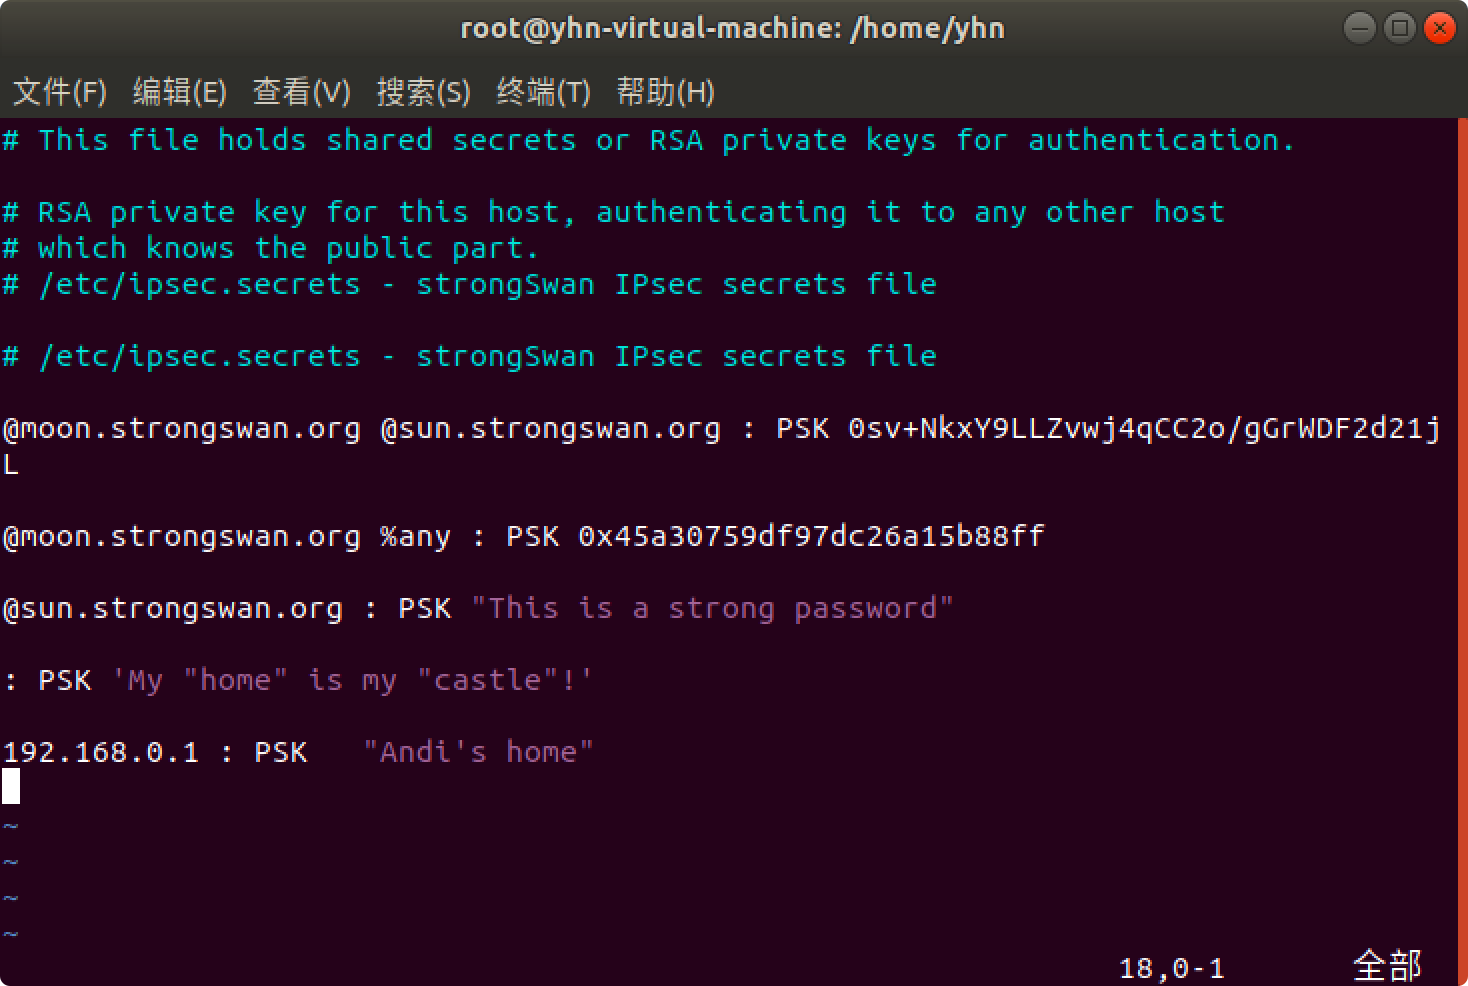 root@yhn-virtual-machine: /home/yhn
文件(F) 编辑(E) 查看(V) 搜索(S) 终端(T) 帮助(H)
# This file holds shared secrets or RSA private keys for authentication.
# RSA private key for this host, authenticating it to any other host
# which knows the public part.
# /etc/ipsec.secrets - strongSwan IPsec secrets file
# /etc/ipsec.secrets - strongSwan IPsec secrets file
@moon.strongswan.org @sun.strongswan.org : PSK 0sv+NkxY9LLZvwj4qCC2o/gGrWDF2d21j
L
@moon.strongswan.org %any : PSK 0x45a30759df97dc26a15b88ff
@sun.strongswan.org : PSK "This is a strong password"
: PSK 'My "home" is my "castle"!'
192.168.0.1 : PSK   "Andi's home"
~
~
~
~
18,0-1 全部